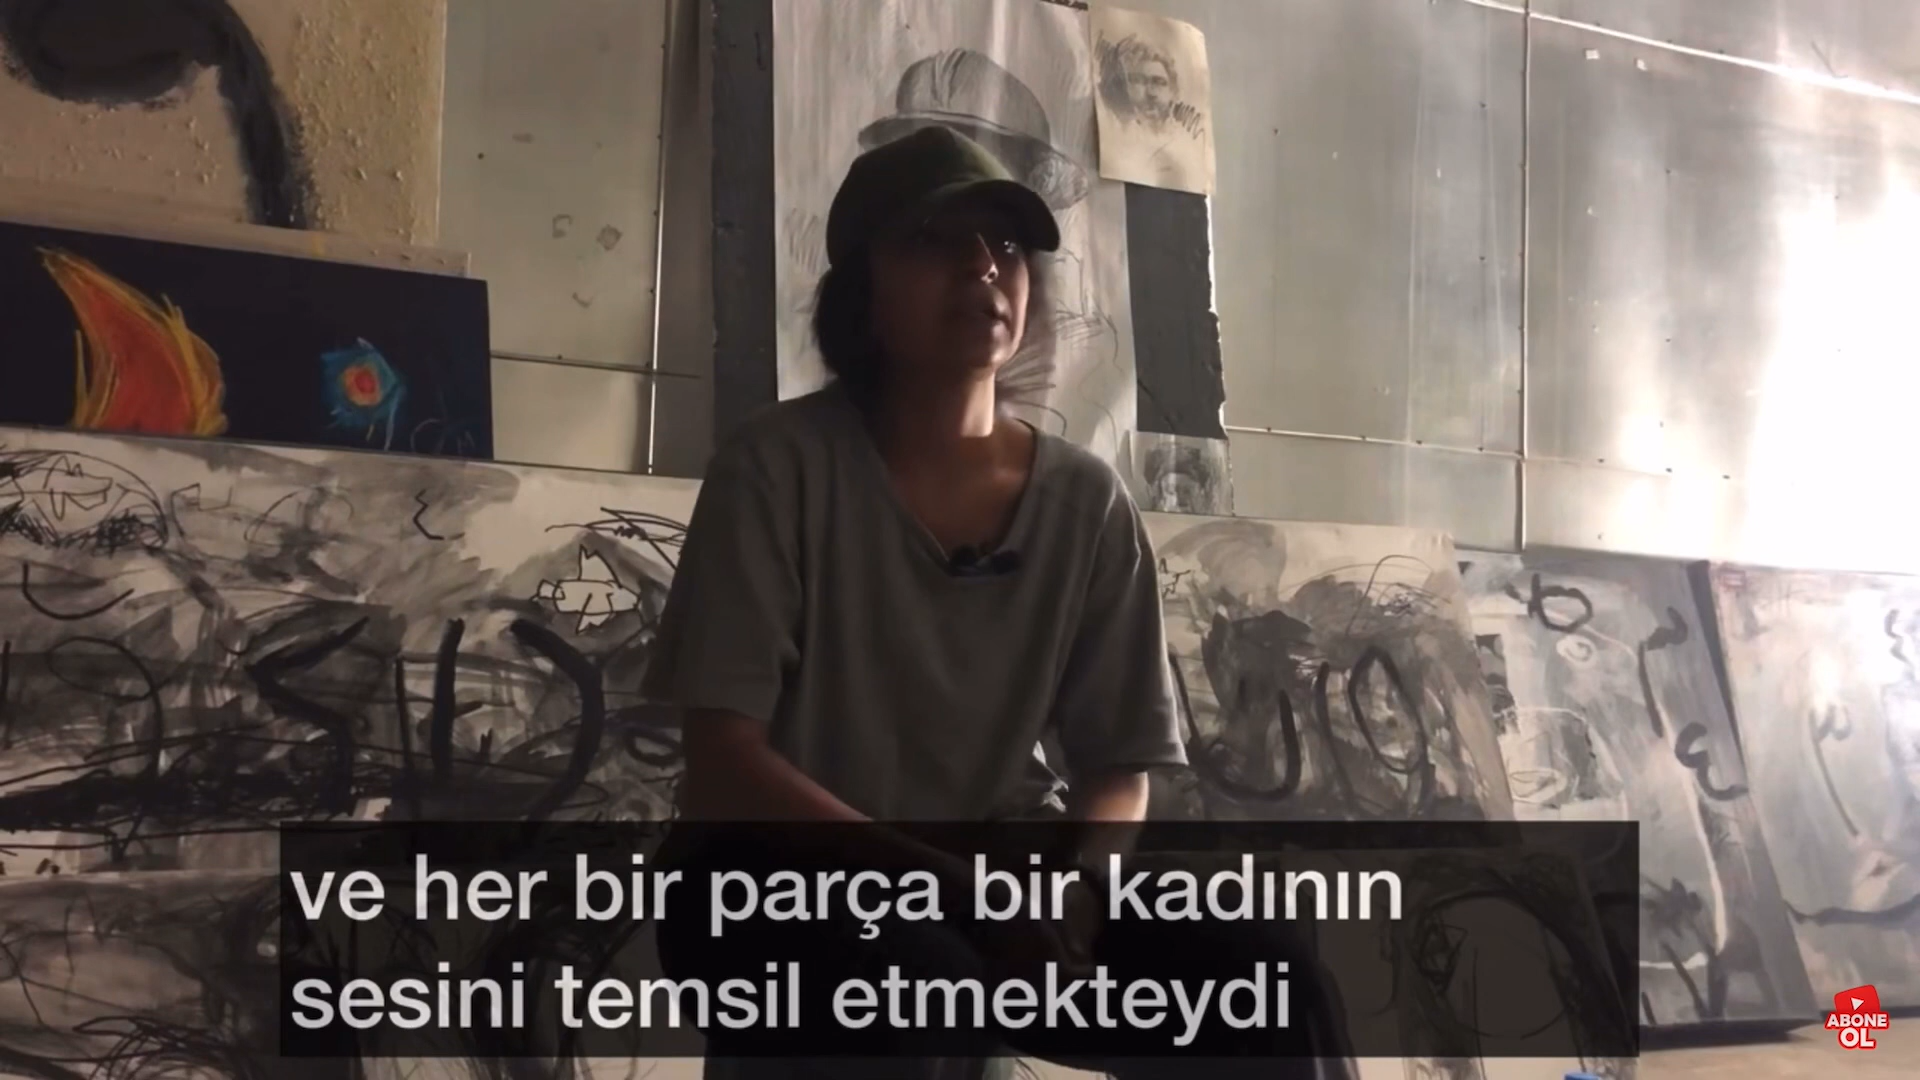 ve her bir parça bir kadının
sesini temsil etmekteydi
ABONE
OL